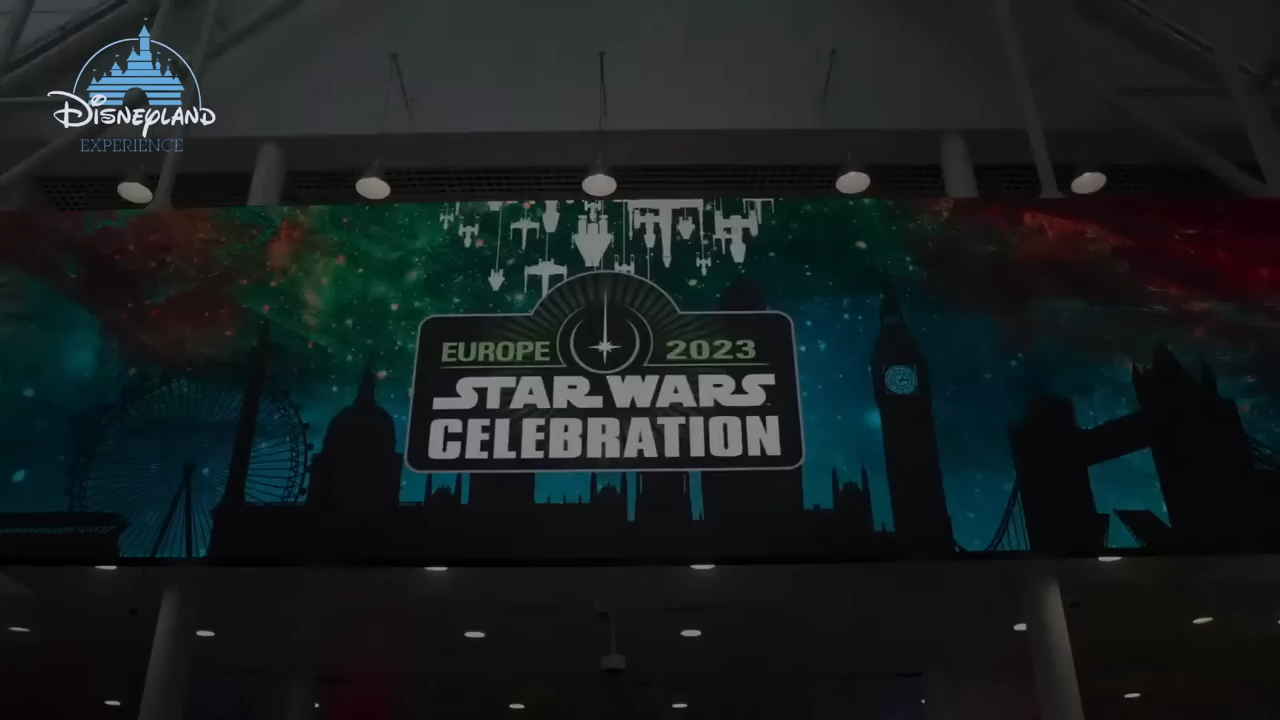 DISNEYLAND
EXPERIENCE
EUROPE 2023
STAR WARS
CELEBRATION